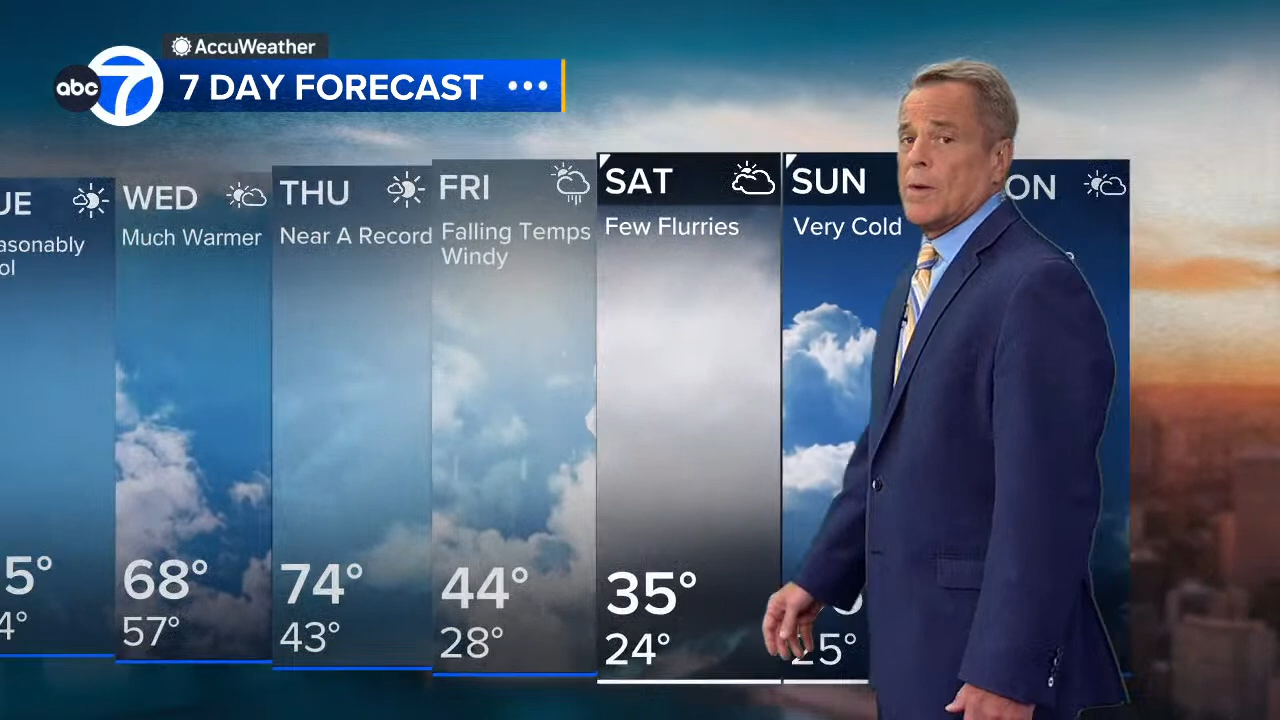 AccuWeather
abc 7
7 DAY FORECAST
WED
Much Warmer
68°
57°
THU
Near A Record
74°
43°
FRI
Falling Temps
Windy
44°
28°
SAT
Few Flurries
35°
24°
SUN
Very Cold
25°